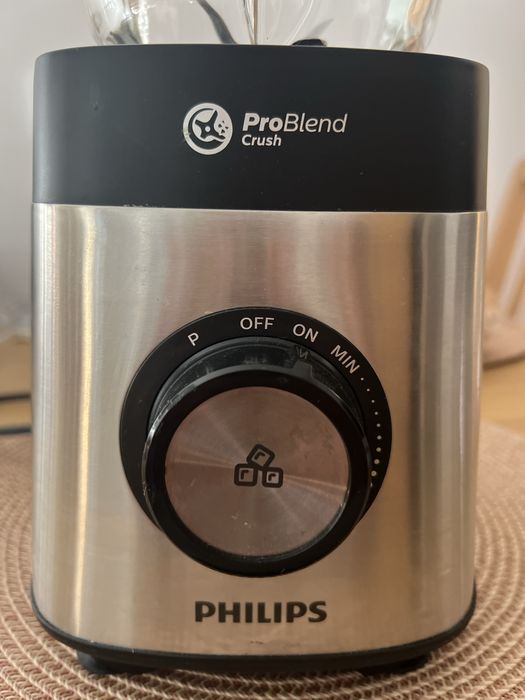 ProBlend
Crush
P OFF ON MIN
PHILIPS